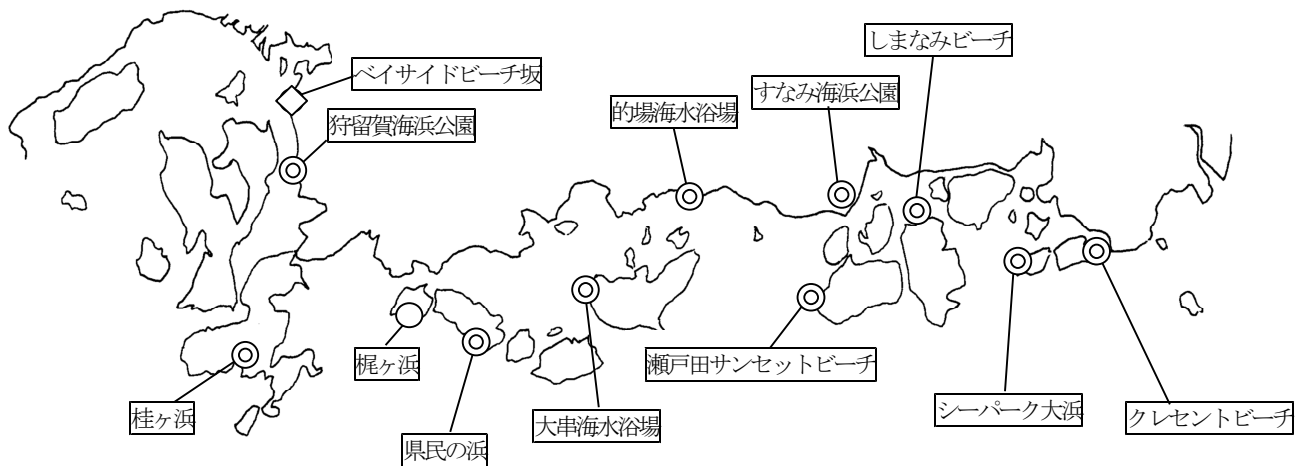 しまなみビーチ
ベイサイドビーチ坂
すなみ海浜公園
的場海水浴場
狩留賀海浜公園
梶ヶ浜
瀬戸田サンセットビーチ
桂ヶ浜
大串海水浴場
シーパーク大浜
クレセントビーチ
県民の浜